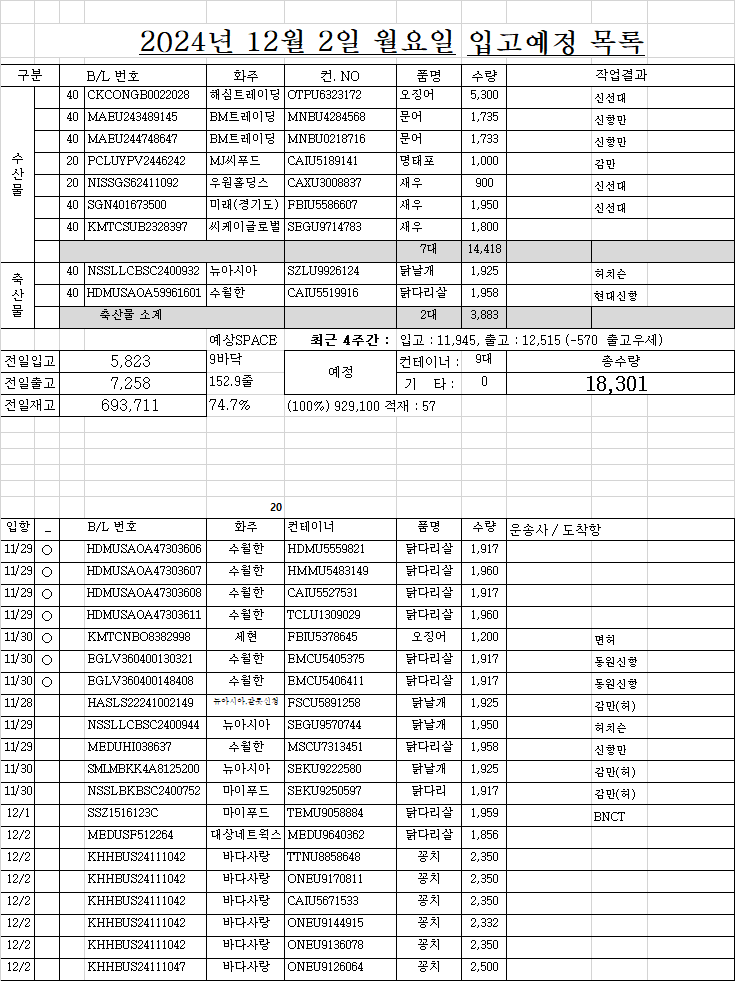 2024년 12월 2일 월요일 입고예정 목록
구분 B/L 번호 화주 컨. NO 품명 수량 작업결과
수산물
40 CKCONGB0022028 해심트레이딩 OTPU6323172 오징어 5,300 신선대
40 MAEU243489145 BM트레이딩 MNBU4284568 문어 1,735 신항만
40 MAEU244748647 BM트레이딩 MNBU0218716 문어 1,733 신항만
20 PCLUYPV2446242 MJ씨푸드 CAIU5189141 명태포 1,000 감만
20 NISSGS62411092 우원홀딩스 CAXU3008837 새우 900 신선대
40 SGN401673500 미래(경기도) FBIU5586607 새우 1,950 신선대
40 KMTCSUB2328397 씨케이글로벌 SEGU9714783 새우 1,800
7대 14,418
축산물
40 NSSLLCBSC2400932 뉴아시아 SZLU9926124 닭날개 1,925 허치슨
40 HDMUSAOA59961601 수월한 CAIU5519916 닭다리살 1,958 현대신항
축산물 소계 2대 3,883
예상SPACE 최근 4주간 : 입고 : 11,945, 출고 : 12,515 (-570 출고우세)
전일입고 5,823 9바닥 예정 컨테이너 : 9대 총수량
전일출고 7,258 152.9줄 기 타 : 0 18,301
전일재고 693,711 74.7% (100%) 929,100 적재 : 57
20
입항 _ B/L 번호 화주 컨테이너 품명 수량 운송사 / 도착항
11/29 ○ HDMUSAOA47303606 수월한 HDMU5559821 닭다리살 1,917
11/29 ○ HDMUSAOA47303607 수월한 HMMU5483149 닭다리살 1,960
11/29 ○ HDMUSAOA47303608 수월한 CAIU5527531 닭다리살 1,917
11/29 ○ HDMUSAOA47303611 수월한 TCLU1309029 닭다리살 1,960
11/30 ○ KMTCNBO8382998 세현 FBIU5378645 오징어 1,200 면허
11/30 ○ EGLV360400130321 수월한 EMCU5405375 닭다리살 1,917 동원신항
11/30 ○ EGLV360400148408 수월한 EMCU5406411 닭다리살 1,917 동원신항
11/28 HASLS22241002149 FSCU5891258 닭날개 1,925 감만(허)
11/29 NSSLLCBSC2400944 뉴아시아 SEGU9570744 닭날개 1,950 허치슨
11/29 MEDUHI038637 수월한 MSCU7313451 닭다리살 1,958 신항만
11/30 SMLMBKK4A8125200 뉴아시아 SEKU9222580 닭날개 1,925 감만(허)
11/30 NSSLBKBSC2400752 마이푸드 SEKU9250597 닭다리 1,917 감만(허)
12/1 SSZ1516123C 마이푸드 TEMU9058884 닭다리살 1,959 BNCT
12/2 MEDUSF512264 대상네트웍스 MEDU9640362 닭다리살 1,856
12/2 KHHBUS24111042 바다사랑 TTNU8858648 꽁치 2,350
12/2 KHHBUS24111042 바다사랑 ONEU9170811 꽁치 2,350
12/2 KHHBUS24111042 바다사랑 CAIU5671533 꽁치 2,350
12/2 KHHBUS24111042 바다사랑 ONEU9144915 꽁치 2,332
12/2 KHHBUS24111042 바다사랑 ONEU9136078 꽁치 2,350
12/2 KHHBUS24111047 바다사랑 ONEU9126064 꽁치 2,500